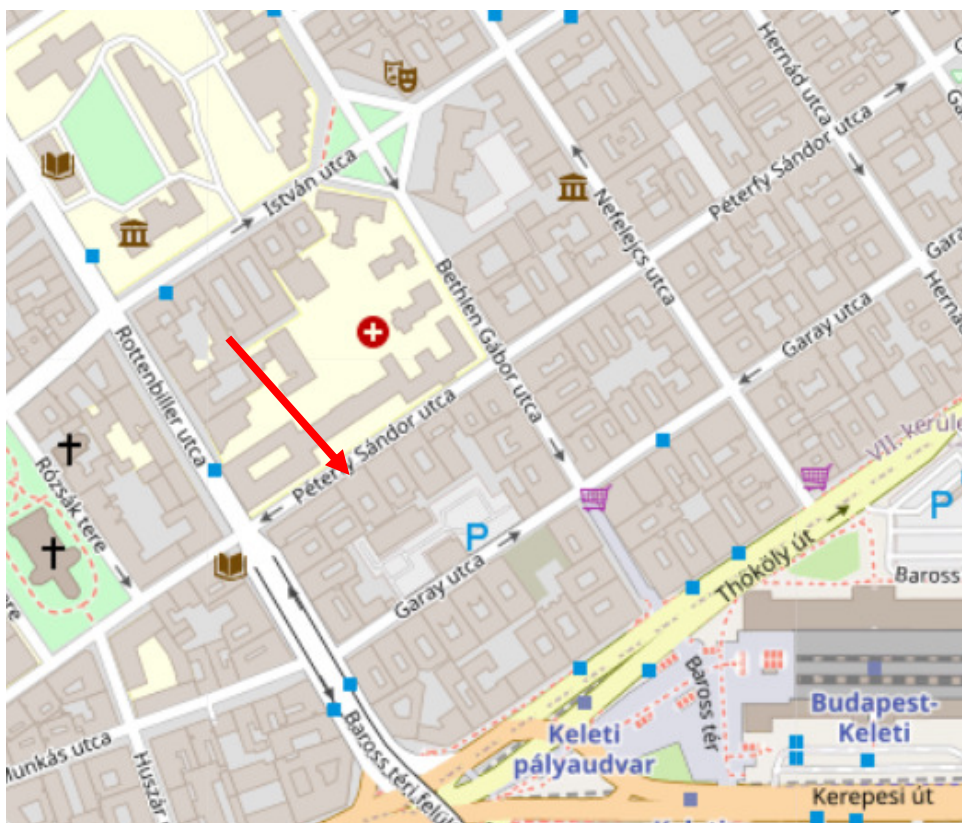 Hernád utca
Péterfy Sándor utca
István utca
Nefelejcs utca
Bethlen Gábor utca
Garay utca
Rottenbiller utca
Péterfy Sándor utca
VII. kerüle
P
Rózsák tere
P
Thököly út
Baross
Garay utca
Baross tér
Budapest-
Keleti
Keleti
pályaudvar
Baross téri felül
Munkás utca
Huszár
Kerepesi út